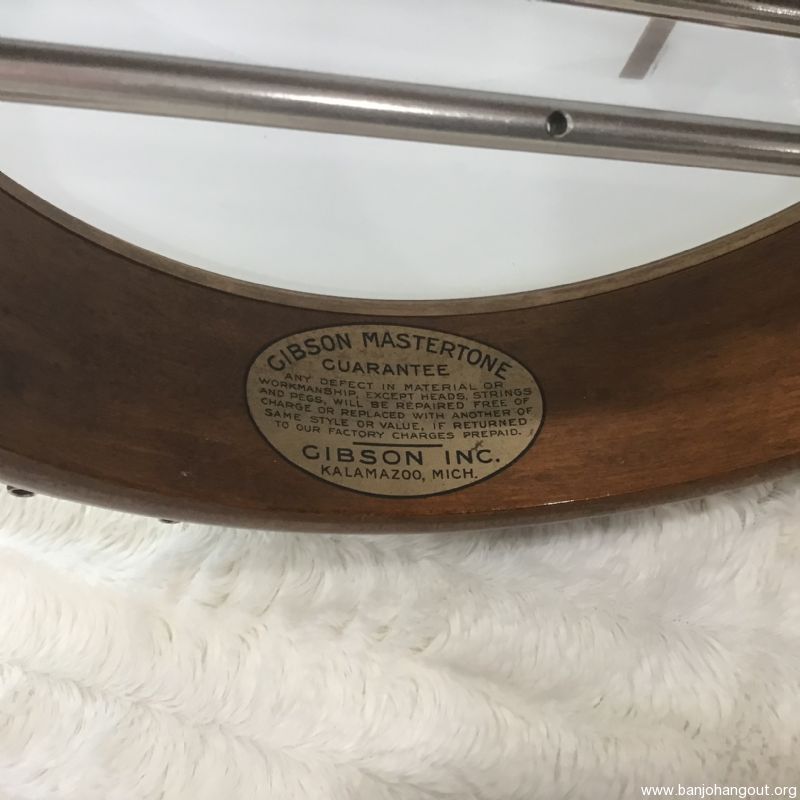 GIBSON MASTERTONE
GUARANTEE
ANY DEFECT IN MATERIAL OR
WORKMANSHIP, EXCEPT HEADS, STRINGS
AND PEGS, WILL BE REPAIRED FREE OF
CHARGE OR REPLACED WITH ANOTHER OF
SAME STYLE OR VALUE, IF RETURNED
TO OUR FACTORY CHARGES PREPAID.
GIBSON INC.
KALAMAZOO, MICH.
www.banjohangout.org